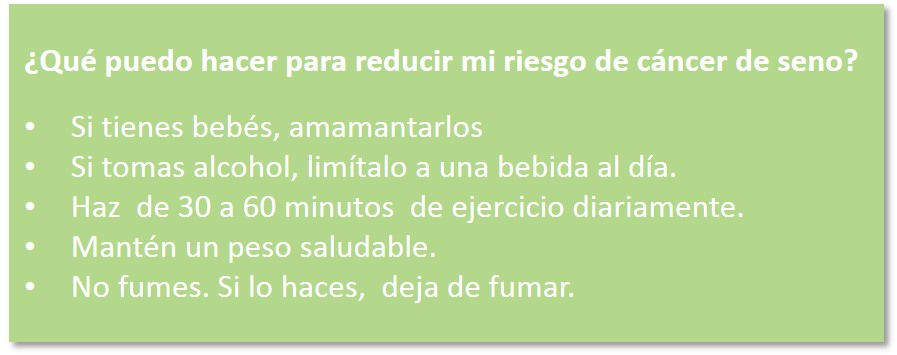 ¿Qué puedo hacer para reducir mi riesgo de cáncer de seno?
• Si tienes bebés, amamantarlos
• Si tomas alcohol, limítalo a una bebida al día.
• Haz  de 30 a 60 minutos  de ejercicio diariamente.
• Mantén un peso saludable.
• No fumes. Si lo haces,  deja de fumar.